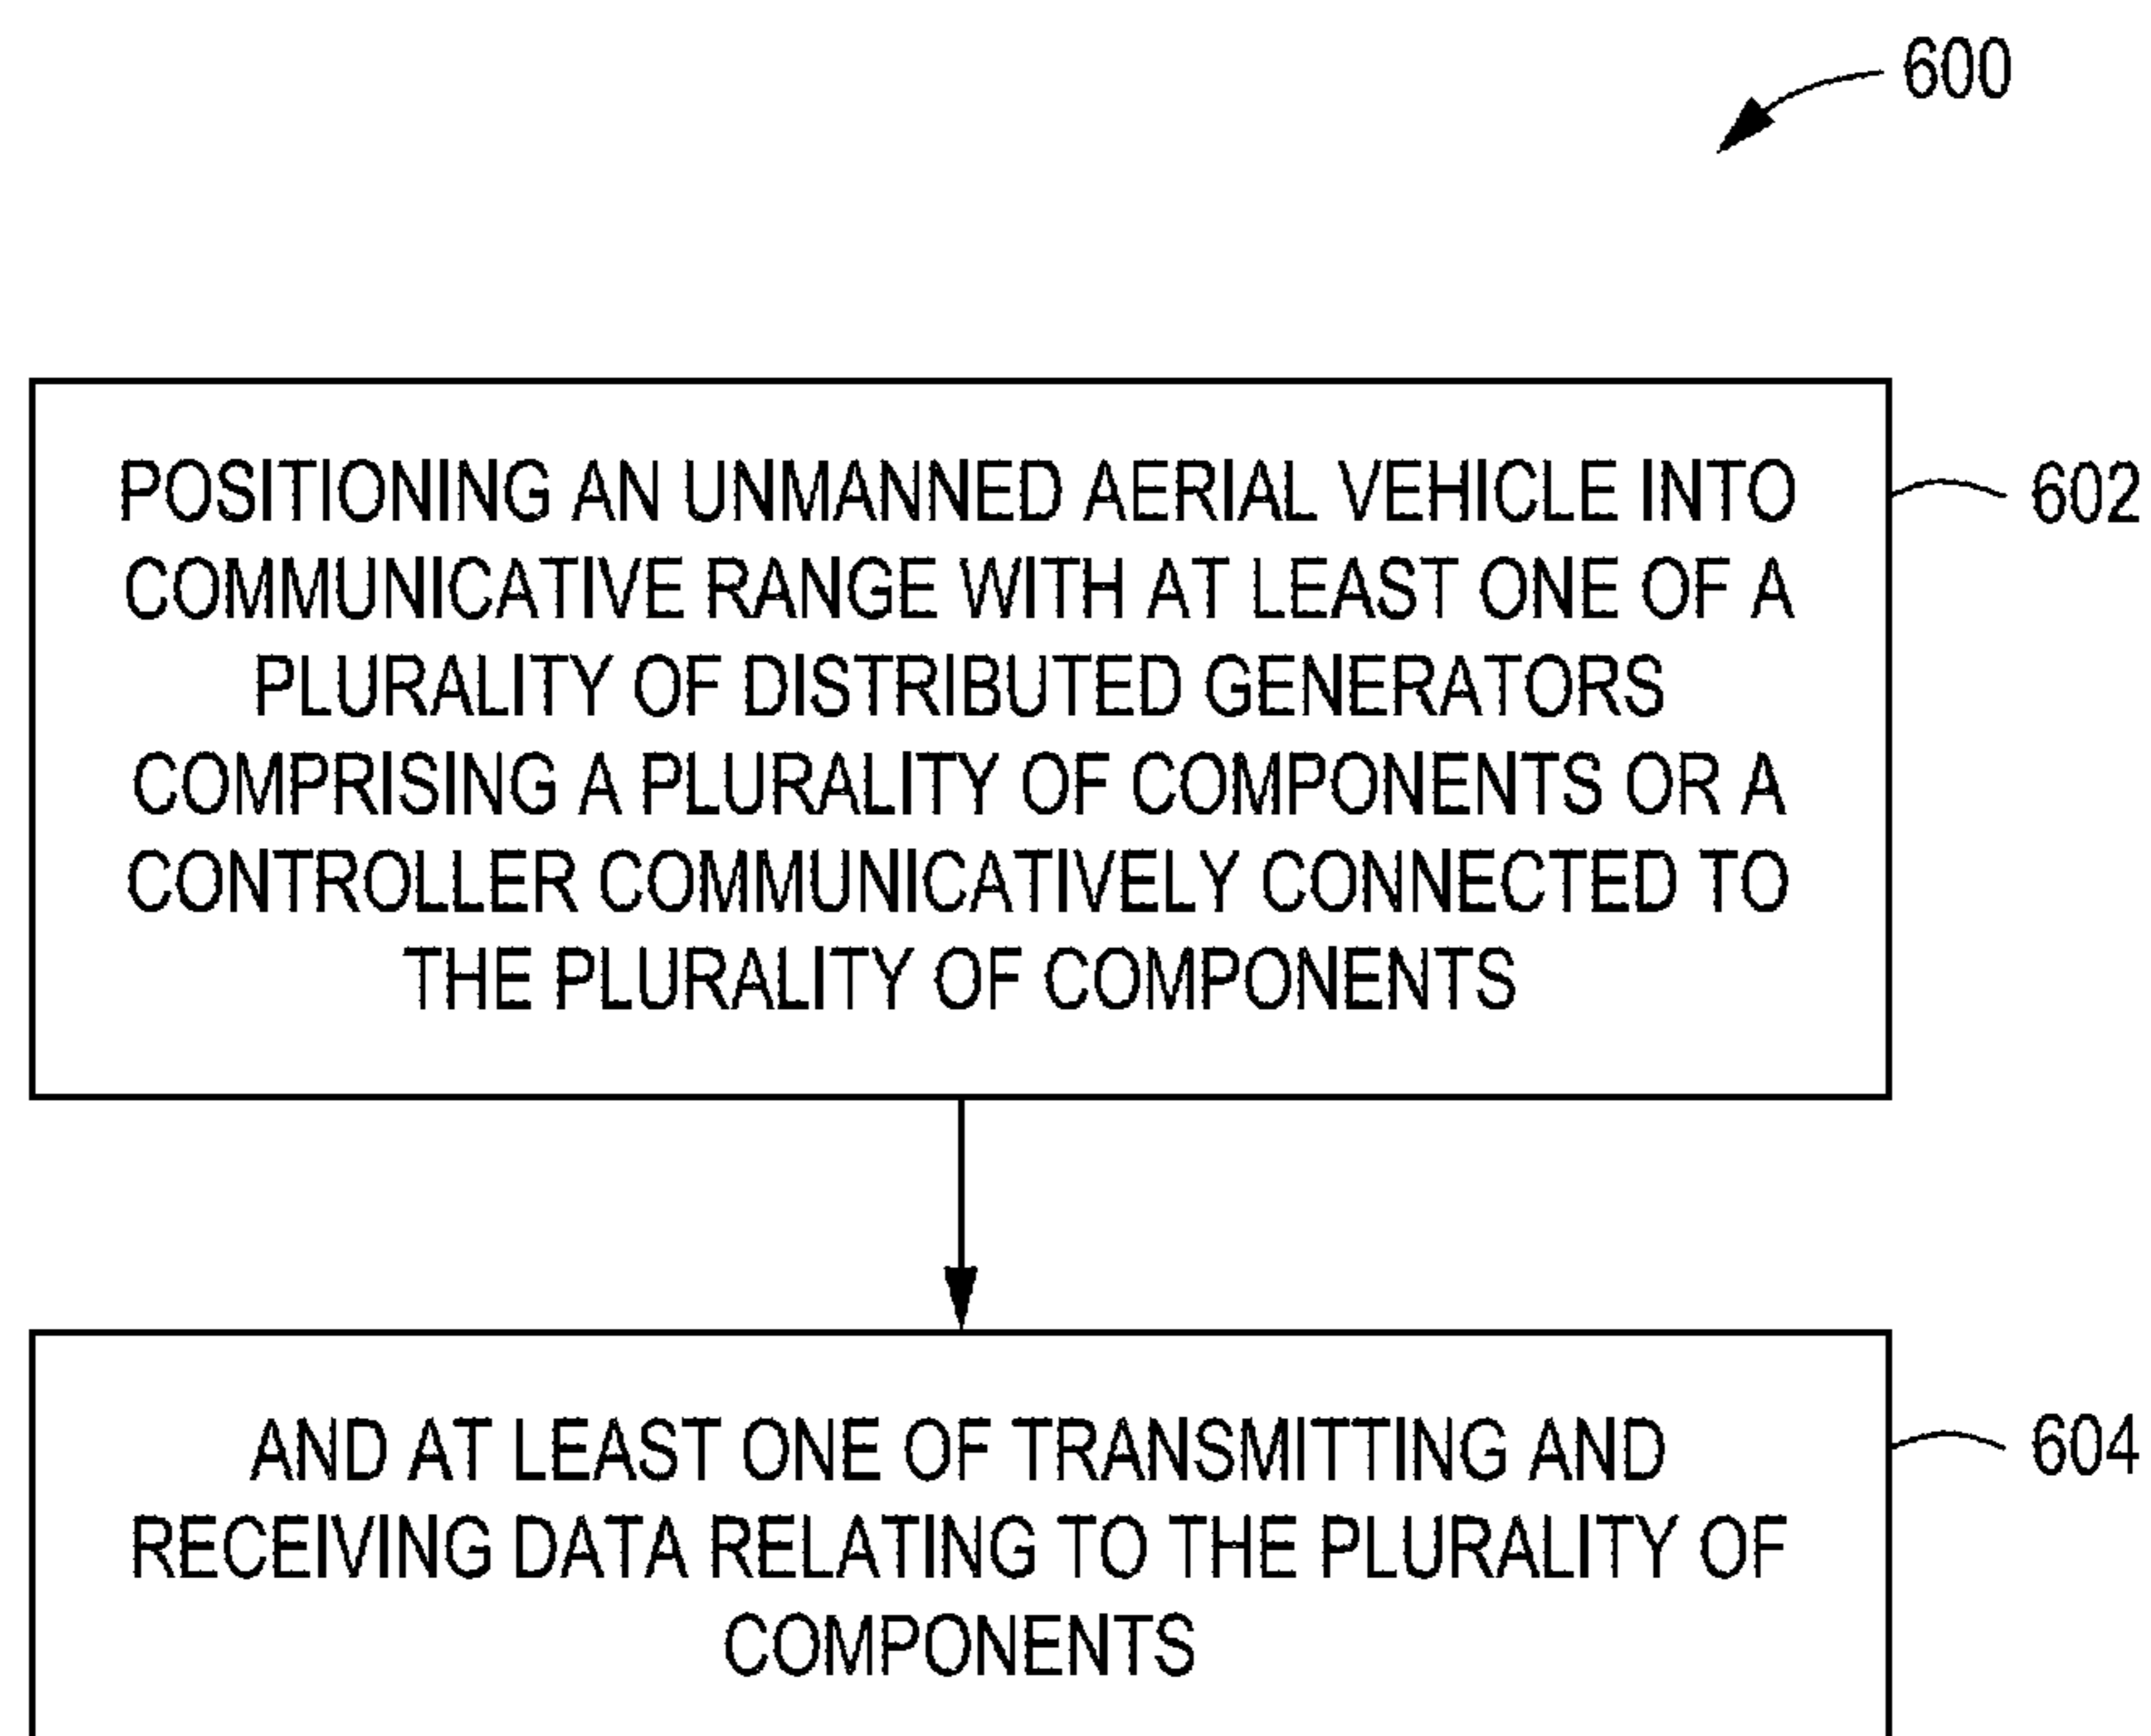 600
POSITIONING AN UNMANNED AERIAL VEHICLE INTO
COMMUNICATIVE RANGE WITH AT LEAST ONE OF A
PLURALITY OF DISTRIBUTED GENERATORS
COMPRISING A PLURALITY OF COMPONENTS OR A
CONTROLLER COMMUNICATIVELY CONNECTED TO
THE PLURALITY OF COMPONENTS
602
AND AT LEAST ONE OF TRANSMITTING AND
RECEIVING DATA RELATING TO THE PLURALITY OF
COMPONENTS
604